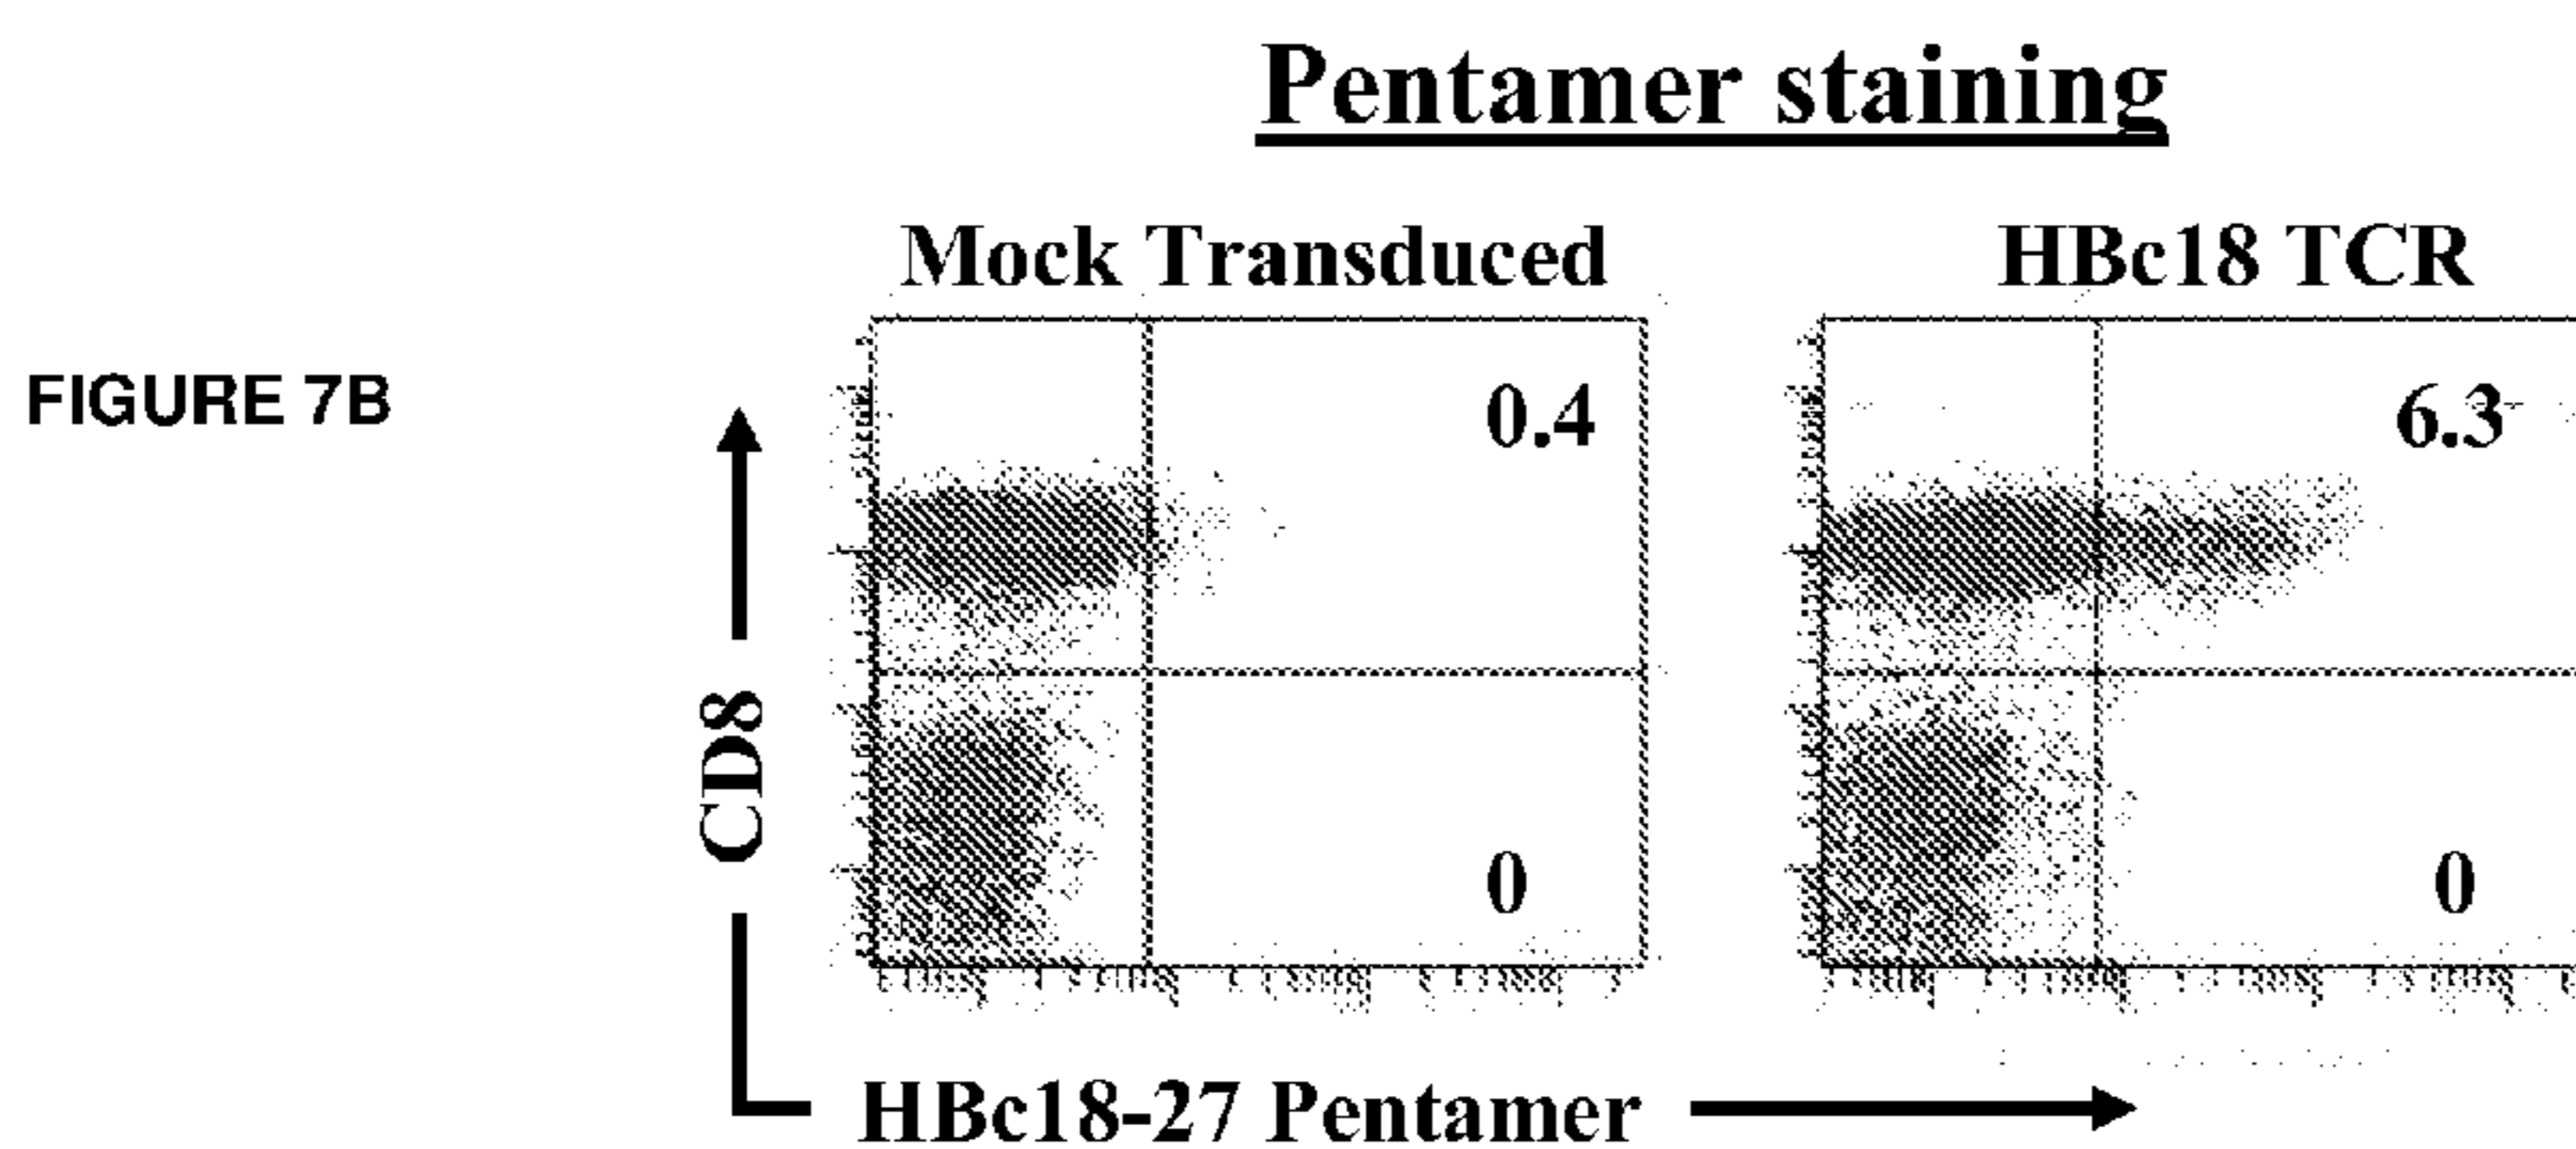 Pentamer staining
Mock Transduced
HBc18 TCR
FIGURE 7B
0.4
6.3
CD8
0
0
HBc18-27 Pentamer